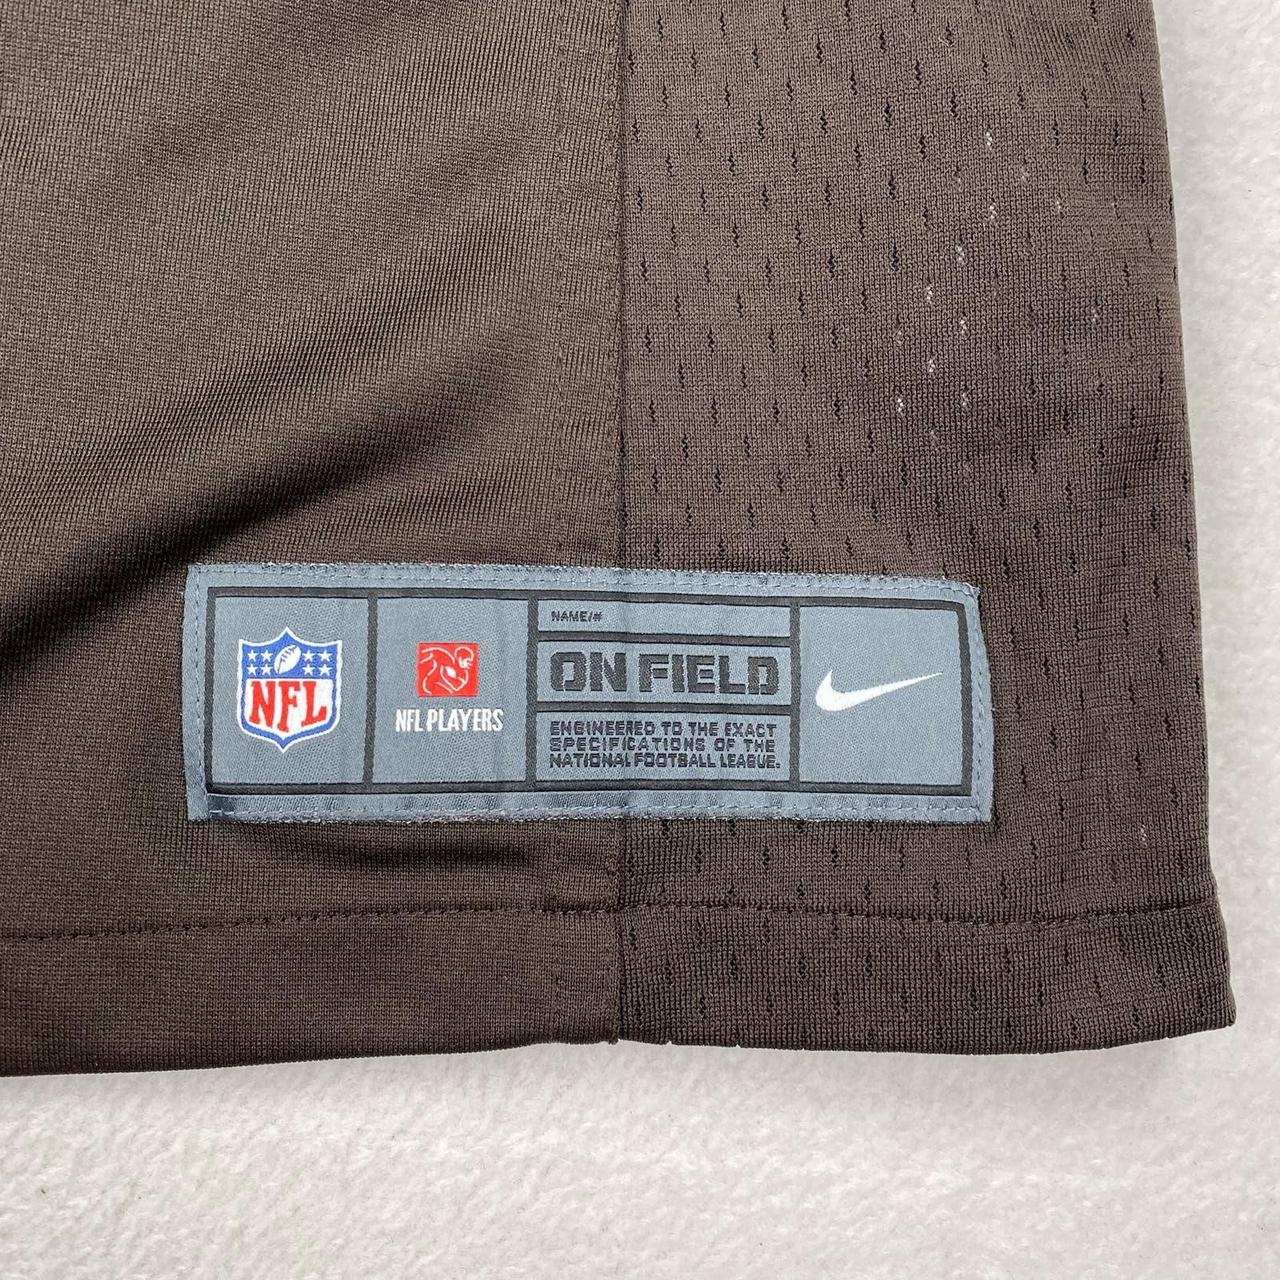 NFL
NFL PLAYERS
NAME/#
ON FIELD
ENGINEERED TO THE EXACT
SPECIFICATIONS OF THE
NATIONAL FOOTBALL LEAGUE.